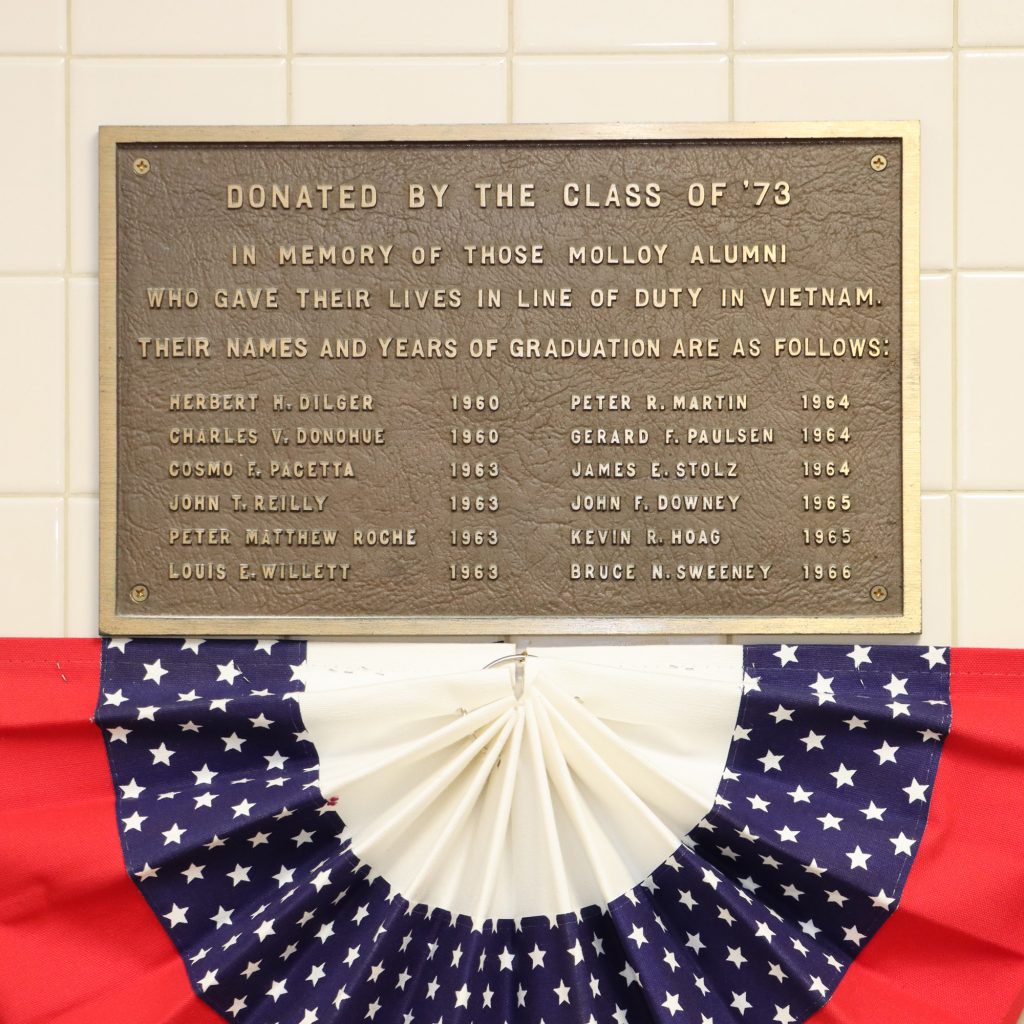 DONATED BY THE CLASS OF '73
IN MEMORY OF THOSE MOLLOY ALUMNI
WHO GAVE THEIR LIVES IN LINE OF DUTY IN VIETNAM.
THEIR NAMES AND YEARS OF GRADUATION ARE AS FOLLOWS:
HERBERT H. DILGER 1960
CHARLES V. DONOHUE 1960
COSMO F. PACETTA 1963
JOHN T. REILLY 1963
PETER MATTHEW ROCHE 1963
LOUIS E. WILLETT 1963
PETER R. MARTIN 1964
GERARD F. PAULSEN 1964
JAMES E. STOLZ 1964
JOHN F. DOWNEY 1965
KEVIN R. HOAG 1965
BRUCE N. SWEENEY 1966